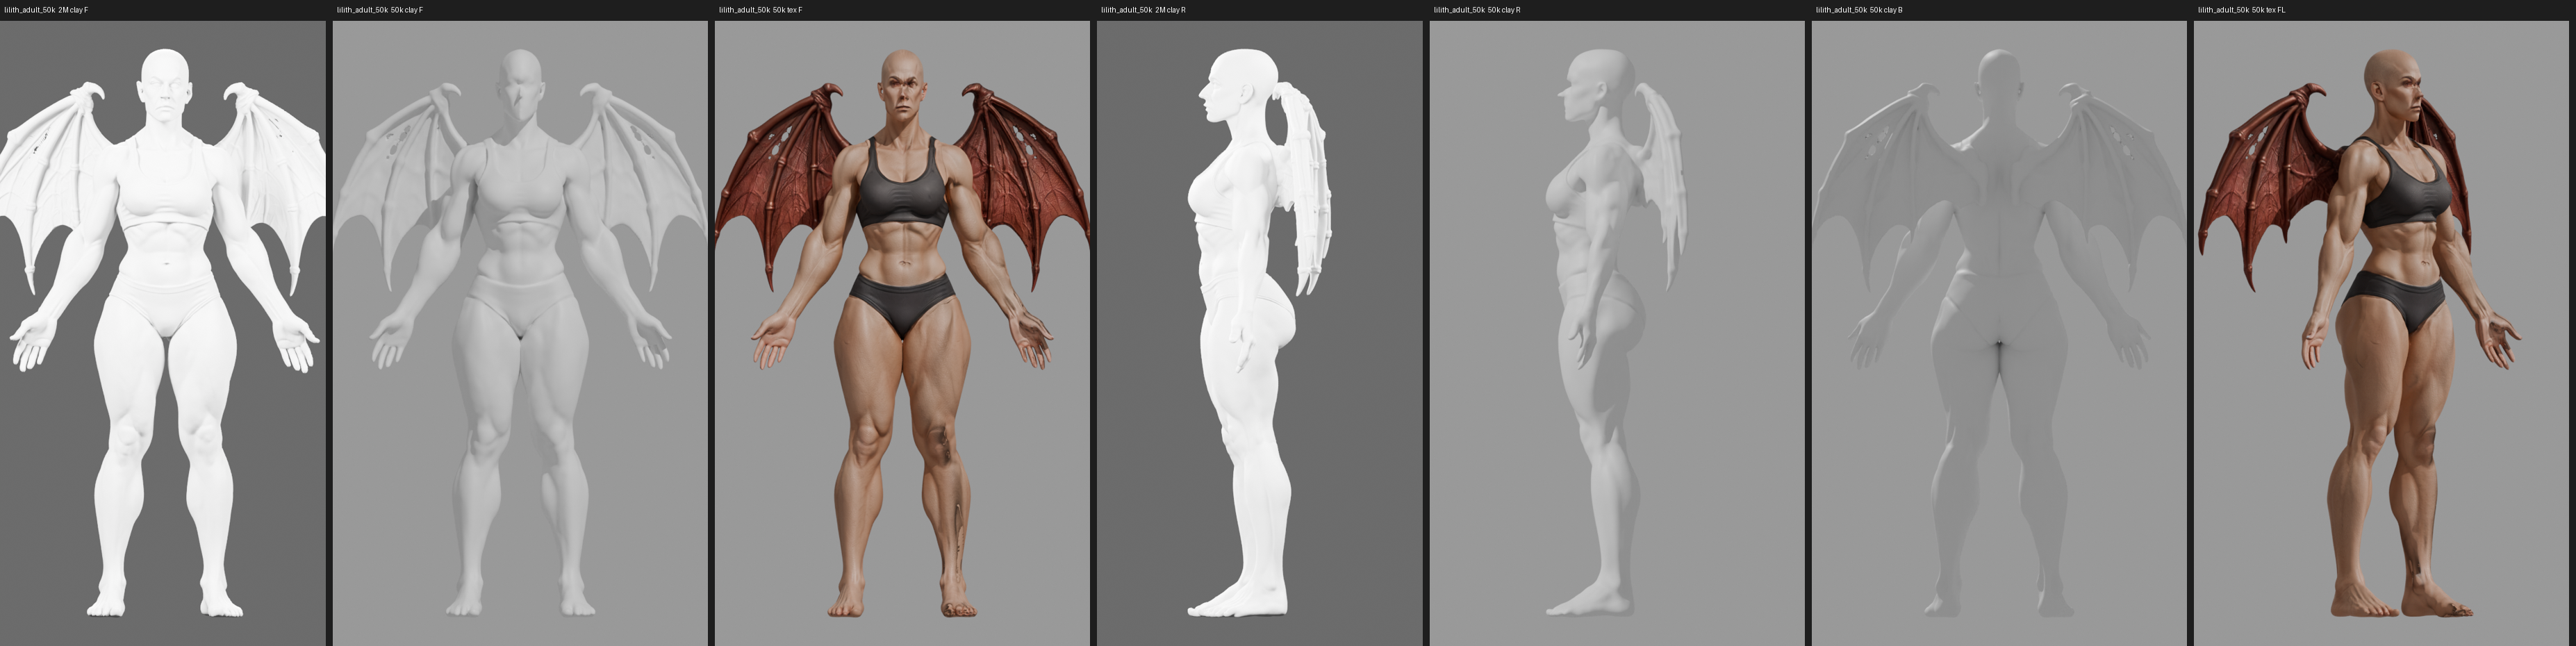 lilith_adult_50k 2M clay F
lilith_adult_50k 50k clay F
lilith_adult_50k 50k tex F
lilith_adult_50k 2M clay R
lilith_adult_50k 50k clay R
lilith_adult_50k 50k clay B
lilith_adult_50k 50k tex FL